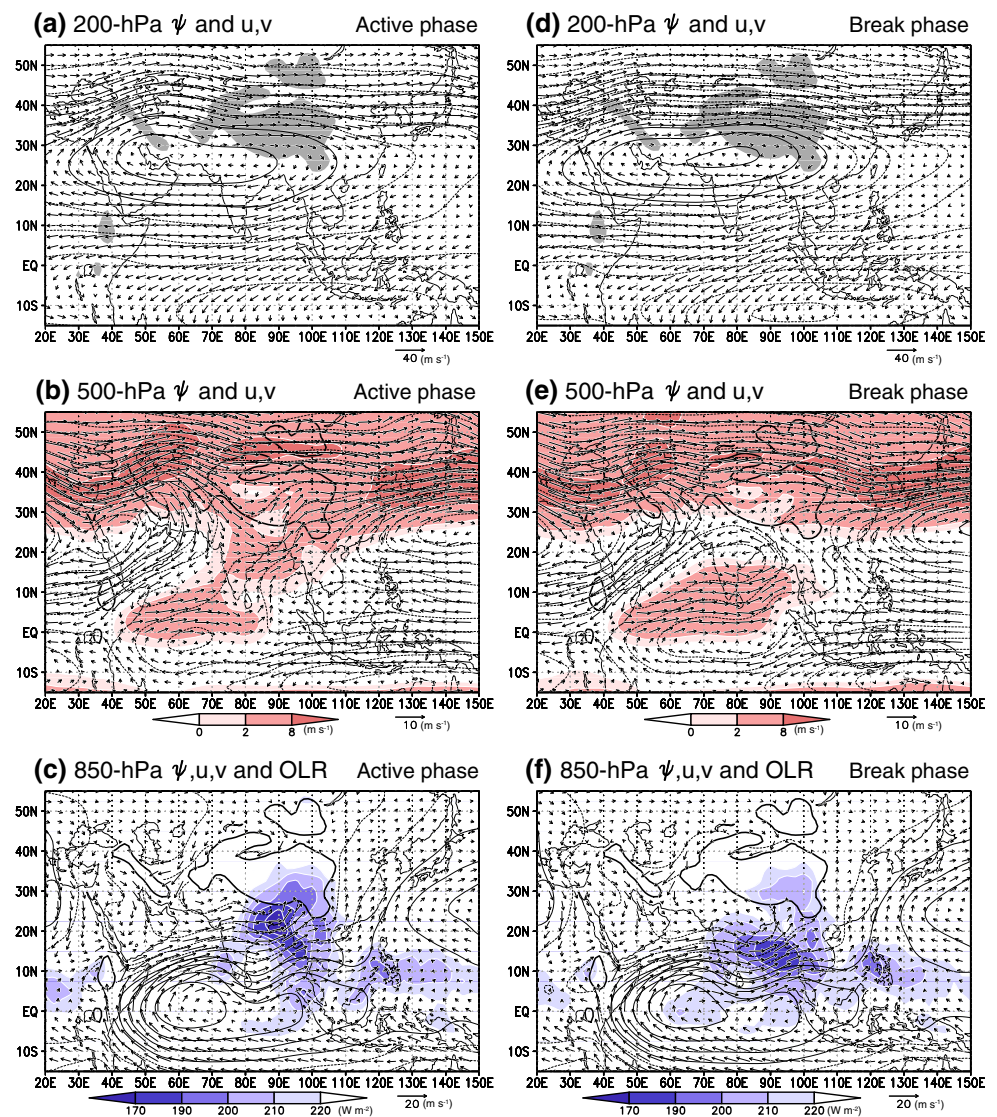 (a) 200-hPa ψ and u,v Active phase
50N
40N
30N
20N
10N
EQ
10S
20E 30E 40E 50E 60E 70E 80E 90E 100E 110E 120E 130E 140E 150E
40 (m s⁻¹)
(d) 200-hPa ψ and u,v Break phase
50N
40N
30N
20N
10N
EQ
10S
20E 30E 40E 50E 60E 70E 80E 90E 100E 110E 120E 130E 140E 150E
40 (m s⁻¹)
(b) 500-hPa ψ and u,v Active phase
50N
40N
30N
20N
10N
EQ
10S
20E 30E 40E 50E 60E 70E 80E 90E 100E 110E 120E 130E 140E 150E
0 2 8 (m s⁻¹) 10 (m s⁻¹)
(e) 500-hPa ψ and u,v Break phase
50N
40N
30N
20N
10N
EQ
10S
20E 30E 40E 50E 60E 70E 80E 90E 100E 110E 120E 130E 140E 150E
0 2 8 (m s⁻¹) 10 (m s⁻¹)
(c) 850-hPa ψ,u,v and OLR Active phase
50N
40N
30N
20N
10N
EQ
10S
20E 30E 40E 50E 60E 70E 80E 90E 100E 110E 120E 130E 140E 150E
170 190 200 210 220 (W m⁻²) 20 (m s⁻¹)
(f) 850-hPa ψ,u,v and OLR Break phase
50N
40N
30N
20N
10N
EQ
10S
20E 30E 40E 50E 60E 70E 80E 90E 100E 110E 120E 130E 140E 150E
170 190 200 210 220 (W m⁻²) 20 (m s⁻¹)